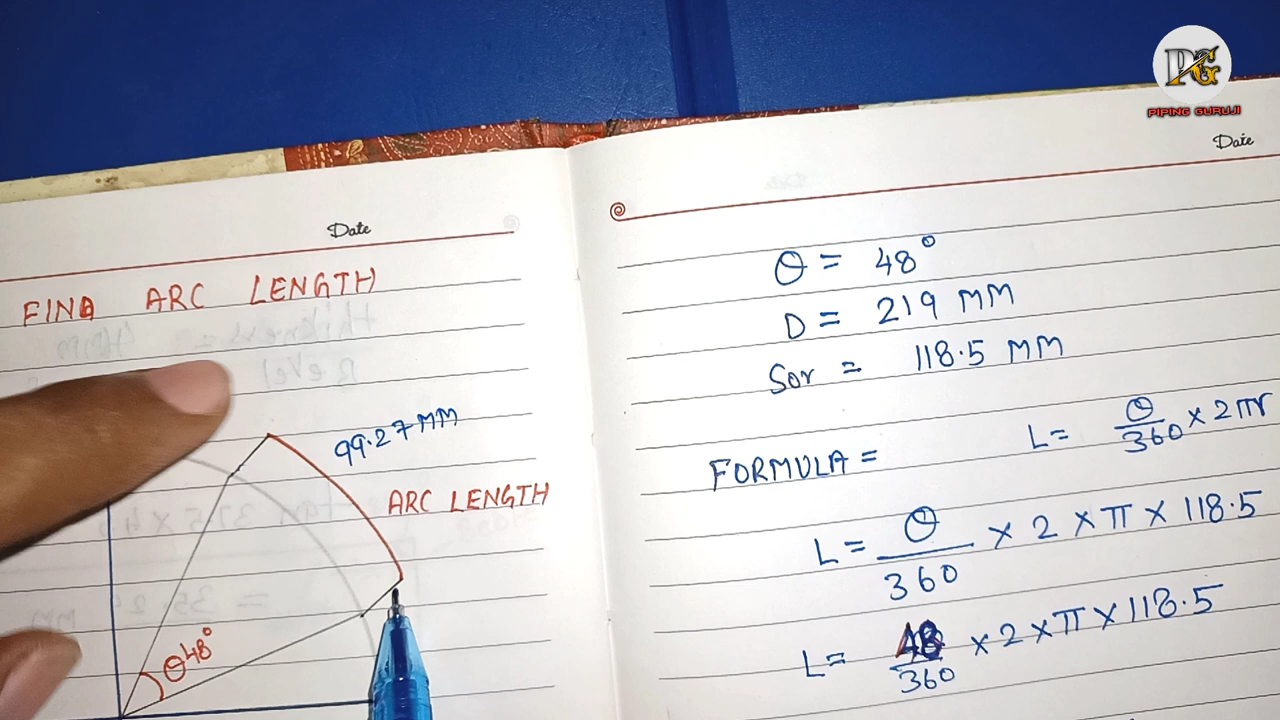 PG
PIPING GURUJI
Date
FIND ARC LENGTH
99.27 MM
ARC LENGTH
θ48°
Date
θ = 48°
D = 219 MM
Sor = 118.5 MM
FORMULA = L = θ/360 × 2πr
L = θ/360 × 2 × π × 118.5
L = 48/360 × 2 × π × 118.5